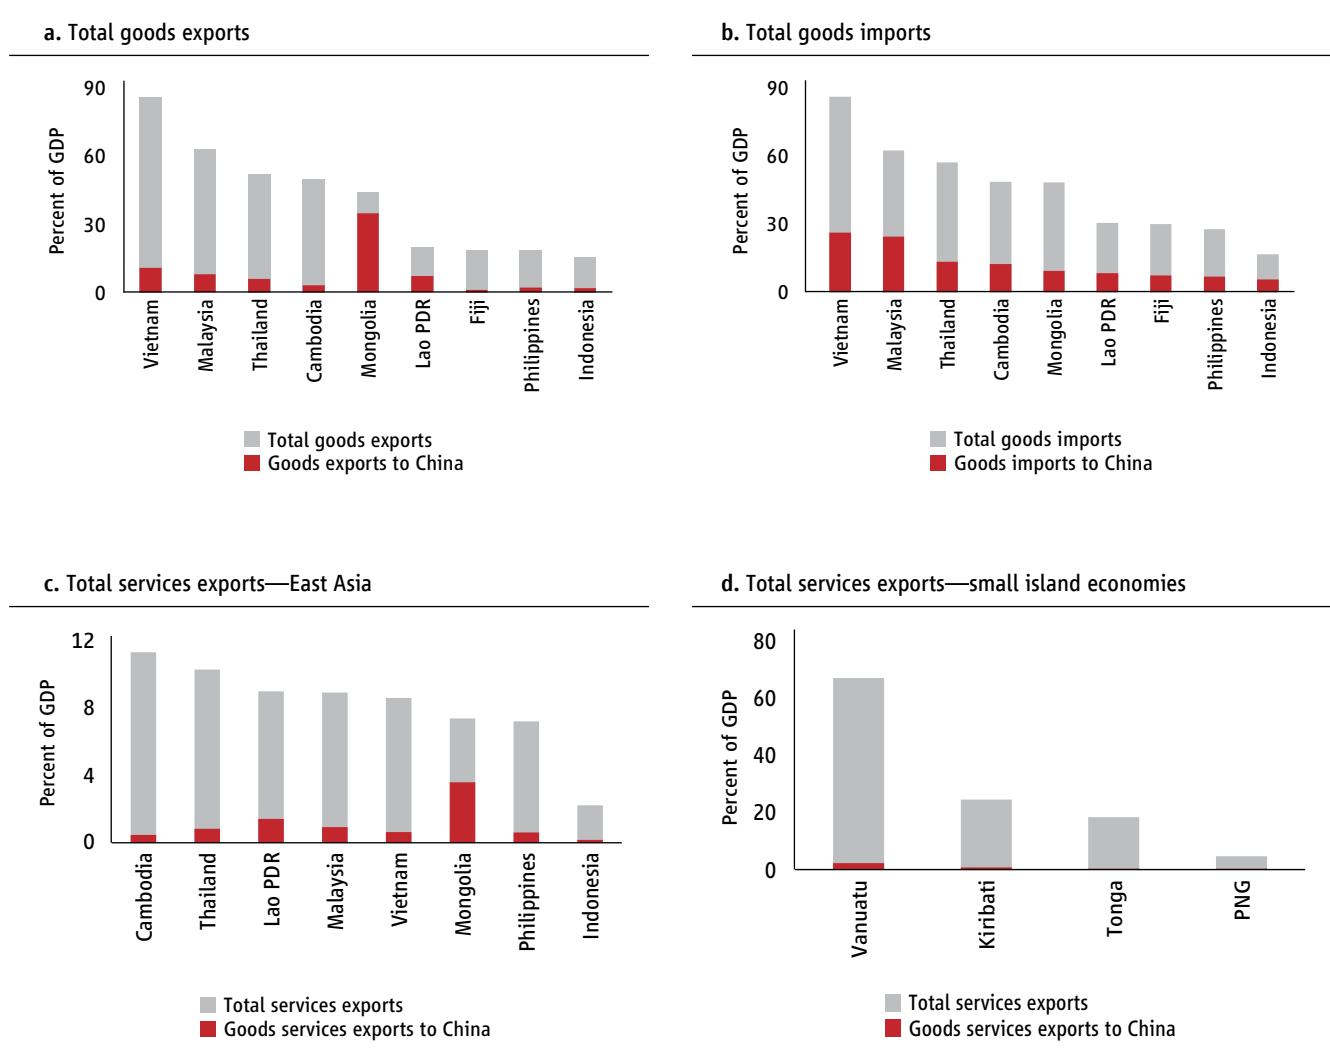 a. Total goods exports
90
60
30
0
Percent of GDP
Vietnam
Malaysia
Thailand
Cambodia
Mongolia
Lao PDR
Fiji
Philippines
Indonesia
Total goods exports
Goods exports to China
b. Total goods imports
90
60
30
0
Percent of GDP
Vietnam
Malaysia
Thailand
Cambodia
Mongolia
Lao PDR
Fiji
Philippines
Indonesia
Total goods imports
Goods imports to China
c. Total services exports—East Asia
12
8
4
0
Percent of GDP
Cambodia
Thailand
Lao PDR
Malaysia
Vietnam
Mongolia
Philippines
Indonesia
Total services exports
Goods services exports to China
d. Total services exports—small island economies
80
60
40
20
0
Percent of GDP
Vanuatu
Kiribati
Tonga
PNG
Total services exports
Goods services exports to China